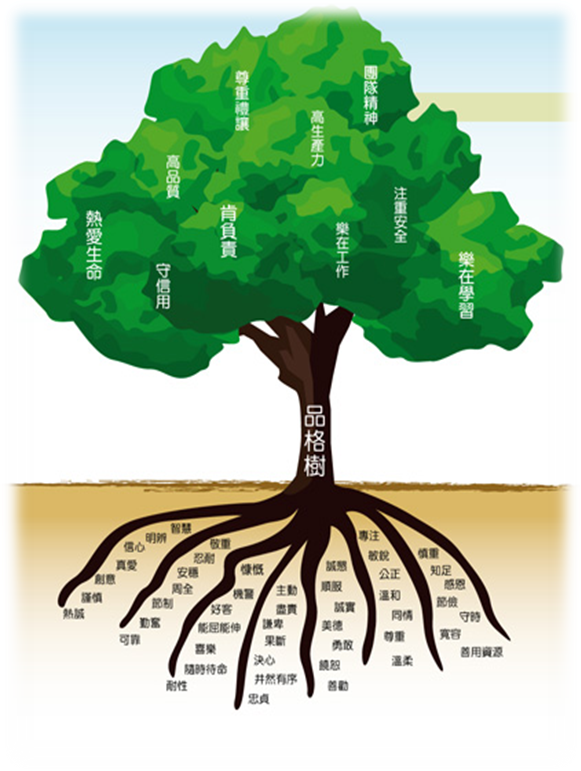 尊重禮讓
團隊精神
高生產力
高品質
注重安全
肯負責
熱愛生命
樂在工作
守信用
樂在學習
品格樹
智慧
明辨
信心
真愛
創意
謹慎
熱誠
敬重
忍耐
安穩
周全
節制
勤奮
可靠
慷慨
機警
好客
能屈能伸
喜樂
隨時待命
耐性
主動
盡責
謙卑
果斷
決心
井然有序
忠貞
誠懇
順服
誠實
美德
勇敢
饒恕
善勸
專注
敏銳
公正
溫和
同情
尊重
溫柔
慎重
知足
感恩
節儉
守時
寬容
善用資源